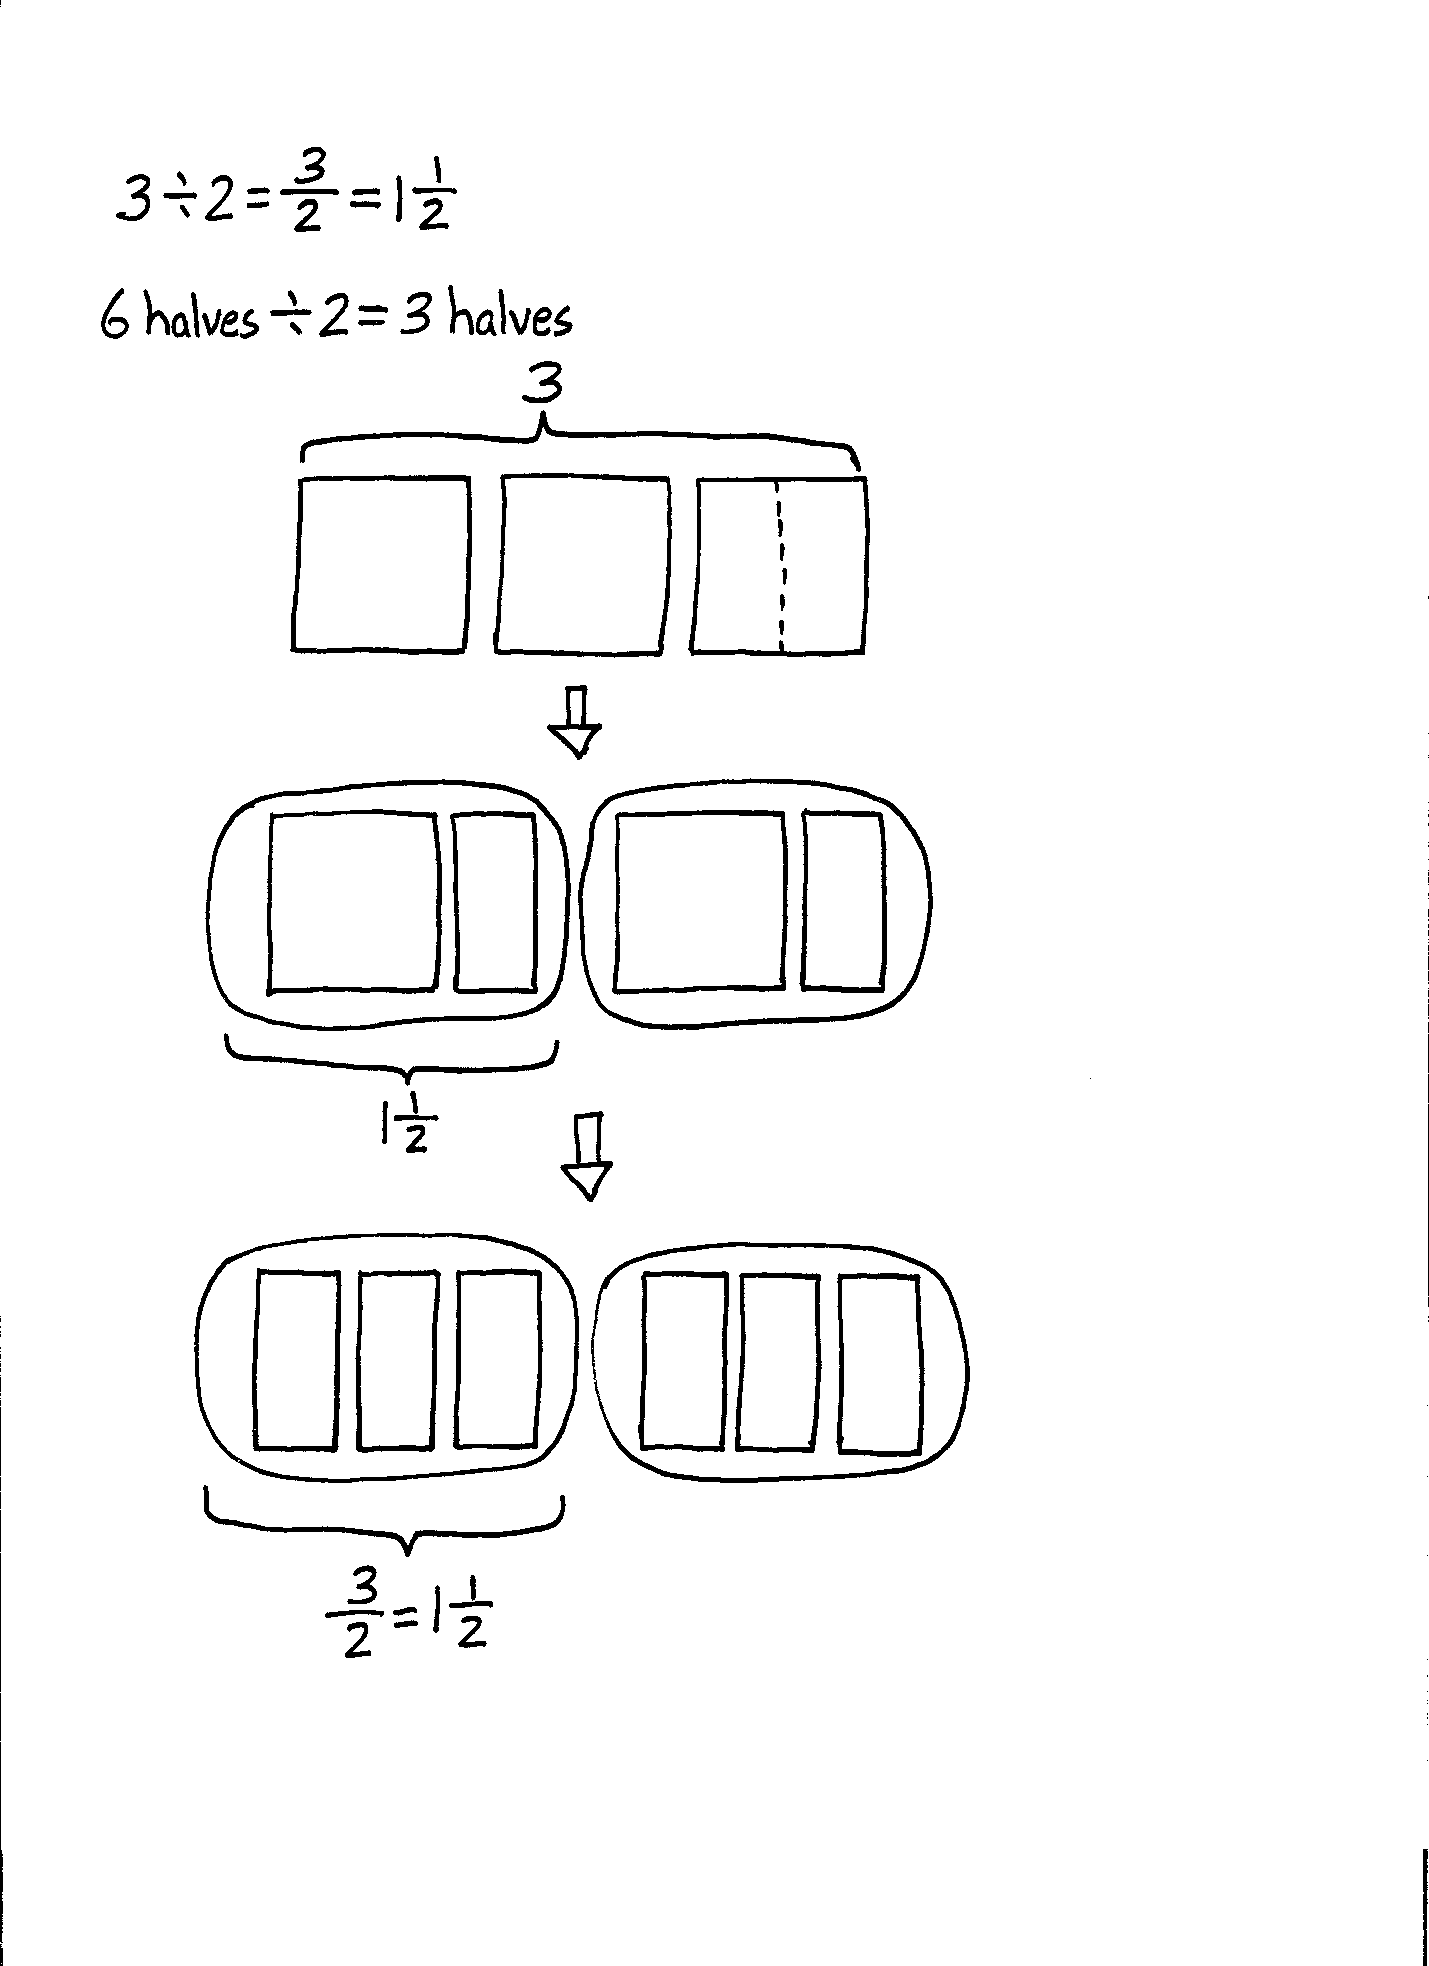 3 ÷ 2 = 3/2 = 1 1/2
6 halves ÷ 2 = 3 halves
3
1 1/2
3/2 = 1 1/2